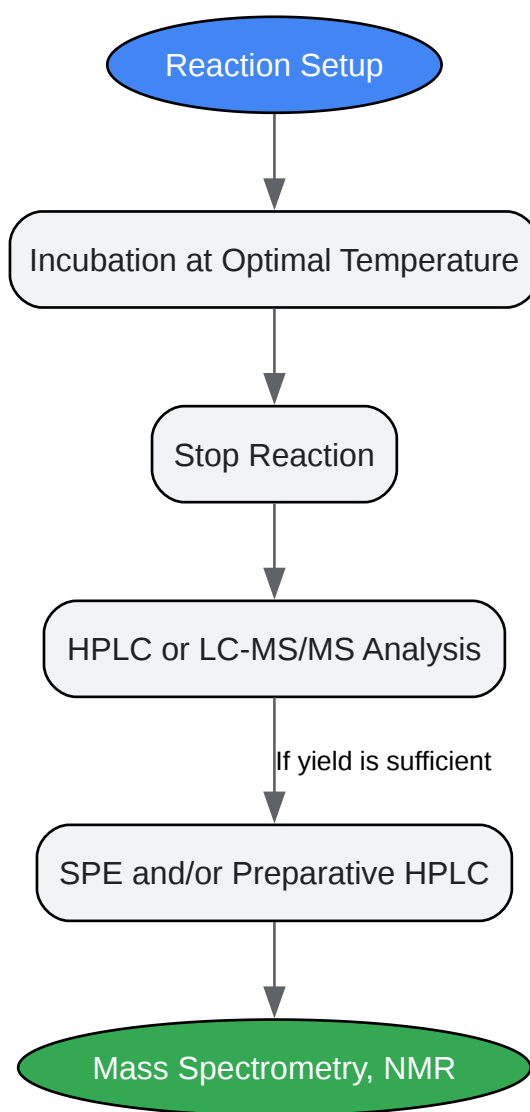 Reaction Setup
Incubation at Optimal Temperature
Stop Reaction
HPLC or LC-MS/MS Analysis
If yield is sufficient
SPE and/or Preparative HPLC
Mass Spectrometry, NMR